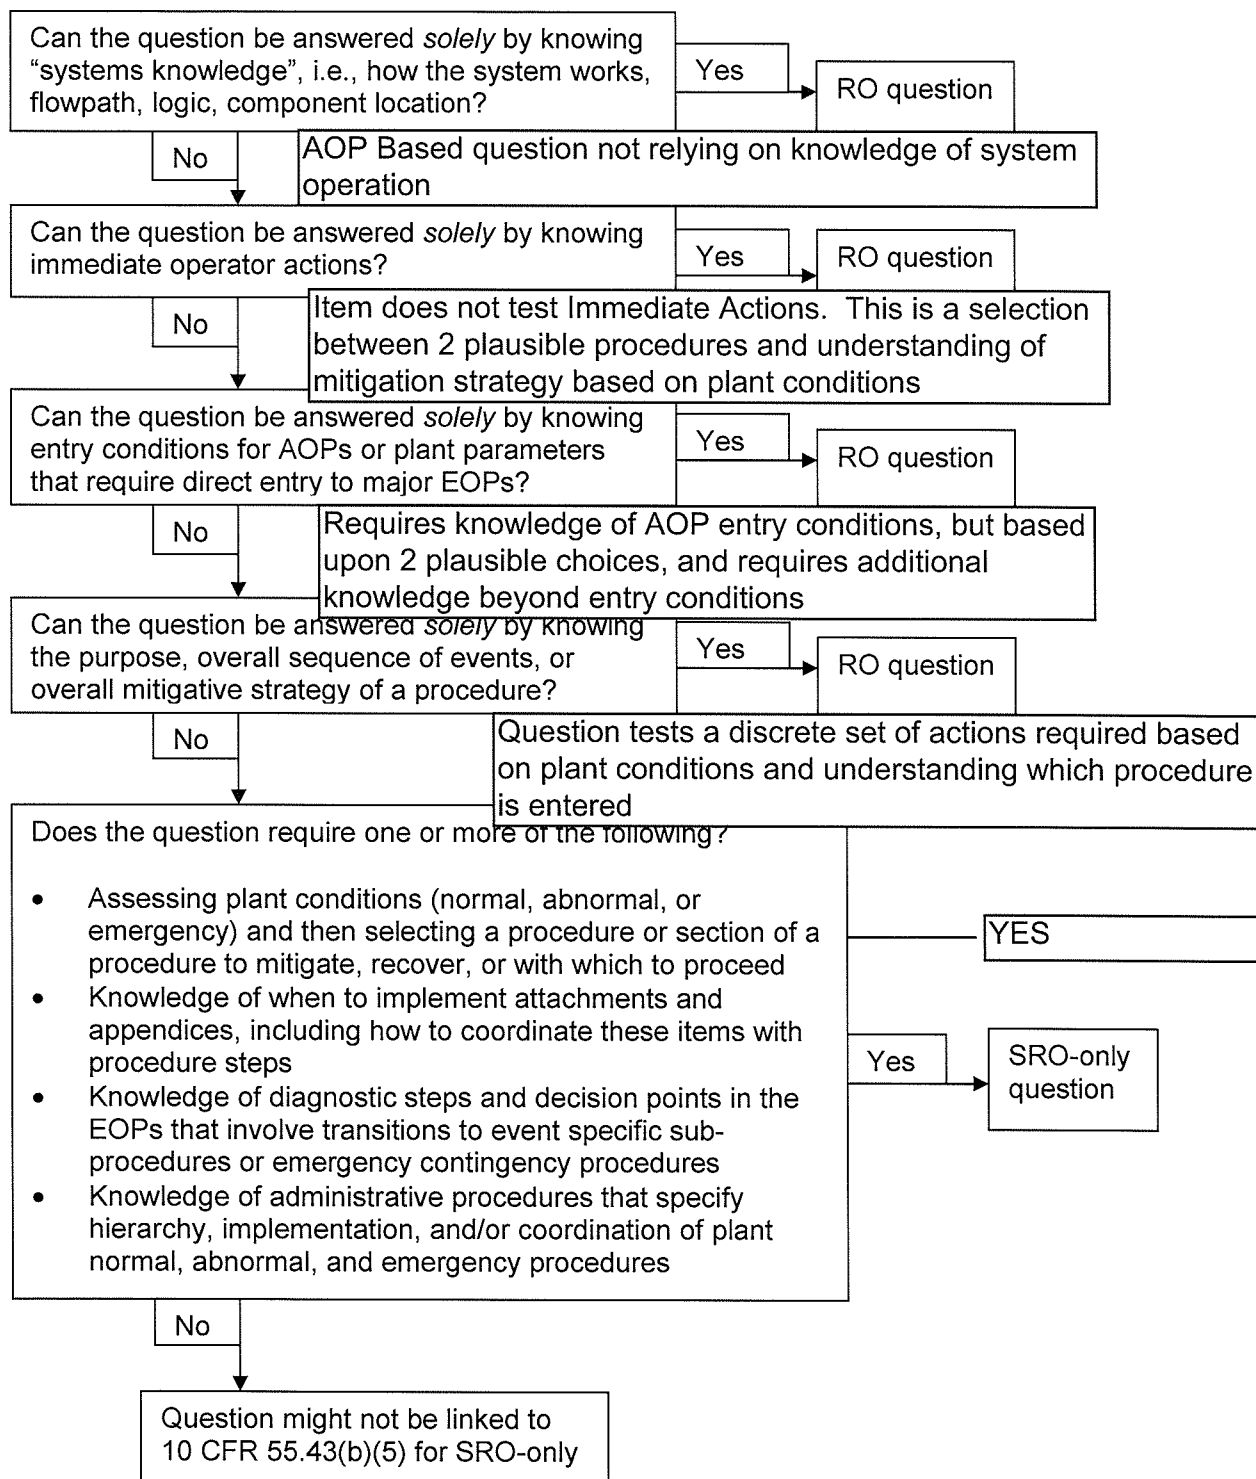 Can the question be answered solely by knowing
“systems knowledge”, i.e., how the system works,
flowpath, logic, component location?
Yes
RO question
No
AOP Based question not relying on knowledge of system
operation
Can the question be answered solely by knowing
immediate operator actions?
Yes
RO question
No
Item does not test Immediate Actions.  This is a selection
between 2 plausible procedures and understanding of
mitigation strategy based on plant conditions
Can the question be answered solely by knowing
entry conditions for AOPs or plant parameters
that require direct entry to major EOPs?
Yes
RO question
No
Requires knowledge of AOP entry conditions, but based
upon 2 plausible choices, and requires additional
knowledge beyond entry conditions
Can the question be answered solely by knowing
the purpose, overall sequence of events, or
overall mitigative strategy of a procedure?
Yes
RO question
No
Question tests a discrete set of actions required based
on plant conditions and understanding which procedure
is entered
Does the question require one or more of the following?
• Assessing plant conditions (normal, abnormal, or
emergency) and then selecting a procedure or section of a
procedure to mitigate, recover, or with which to proceed
YES
• Knowledge of when to implement attachments and
appendices, including how to coordinate these items with
procedure steps
Yes
SRO-only
question
• Knowledge of diagnostic steps and decision points in the
EOPs that involve transitions to event specific sub-
procedures or emergency contingency procedures
• Knowledge of administrative procedures that specify
hierarchy, implementation, and/or coordination of plant
normal, abnormal, and emergency procedures
No
Question might not be linked to
10 CFR 55.43(b)(5) for SRO-only